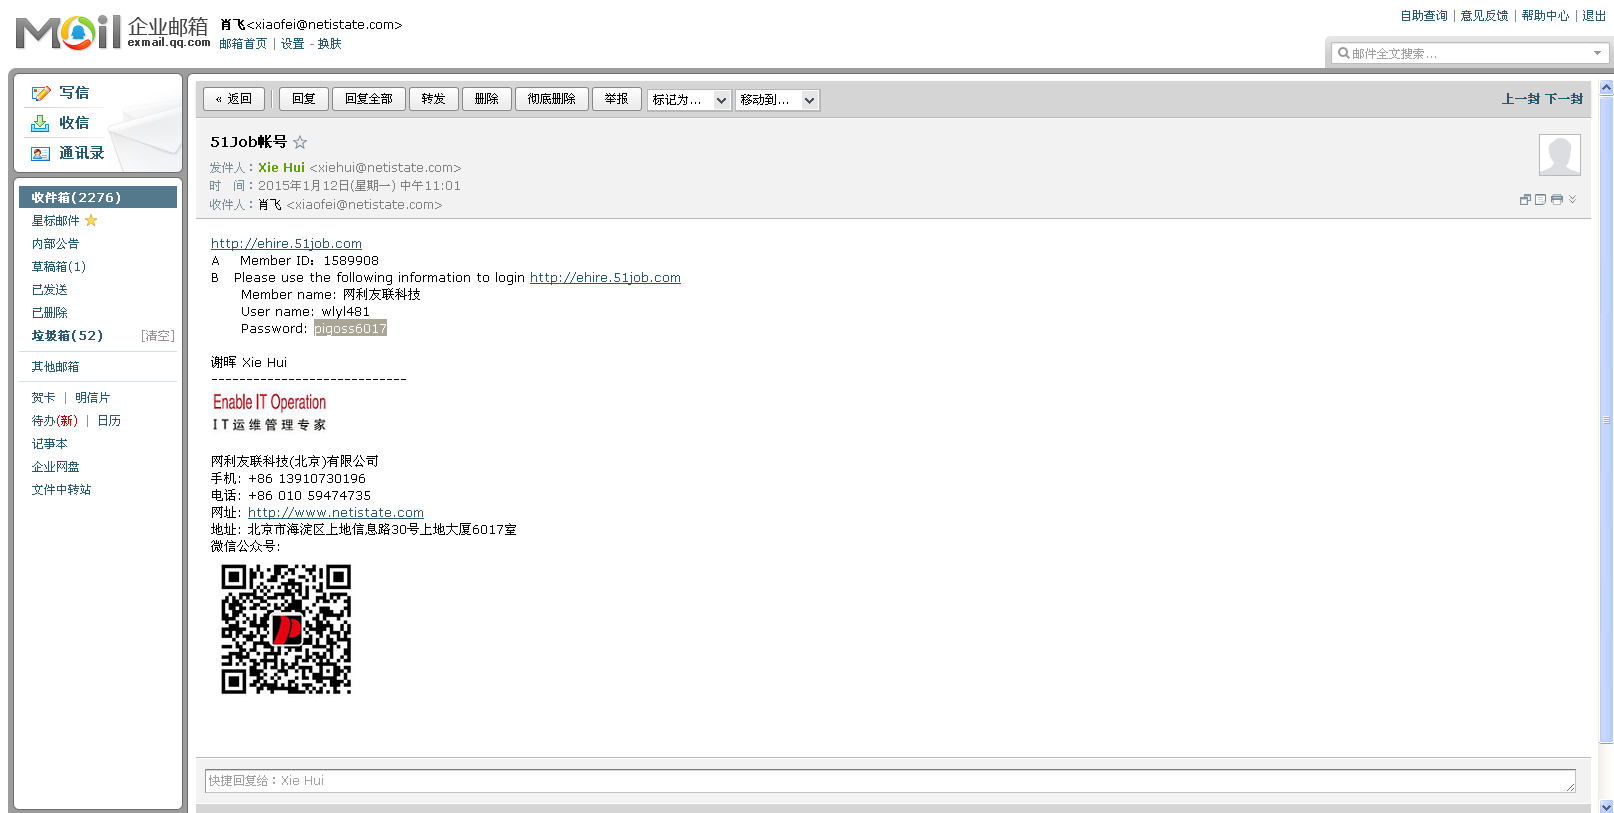 Mail 企业邮箱
exmail.qq.com
肖飞<xiaofei@netistate.com>
邮箱首页 | 设置 - 换肤
自助查询 | 意见反馈 | 帮助中心 | 退出
邮件全文搜索...
写信
收信
通讯录
收件箱(2276)
星标邮件
内部公告
草稿箱(1)
已发送
已删除
垃圾箱(52) [清空]
其他邮箱
贺卡 | 明信片
待办(新) | 日历
记事本
企业网盘
文件中转站
« 返回 回复 回复全部 转发 删除 彻底删除 举报 标记为... 移动到... 上一封 下一封
51Job帐号
发件人：Xie Hui <xiehui@netistate.com>
时 间：2015年1月12日(星期一) 中午11:01
收件人：肖飞 <xiaofei@netistate.com>
http://ehire.51job.com
A Member ID：1589908
B Please use the following information to login http://ehire.51job.com
Member name: 网利友联科技
User name: wlyl481
Password: pigoss6017
谢晖 Xie Hui
----------------------------
Enable IT Operation
IT运维管理专家
网利友联科技(北京)有限公司
手机: +86 13910730196
电话: +86 010 59474735
网址: http://www.netistate.com
地址: 北京市海淀区上地信息路30号上地大厦6017室
微信公众号:
快捷回复给：Xie Hui